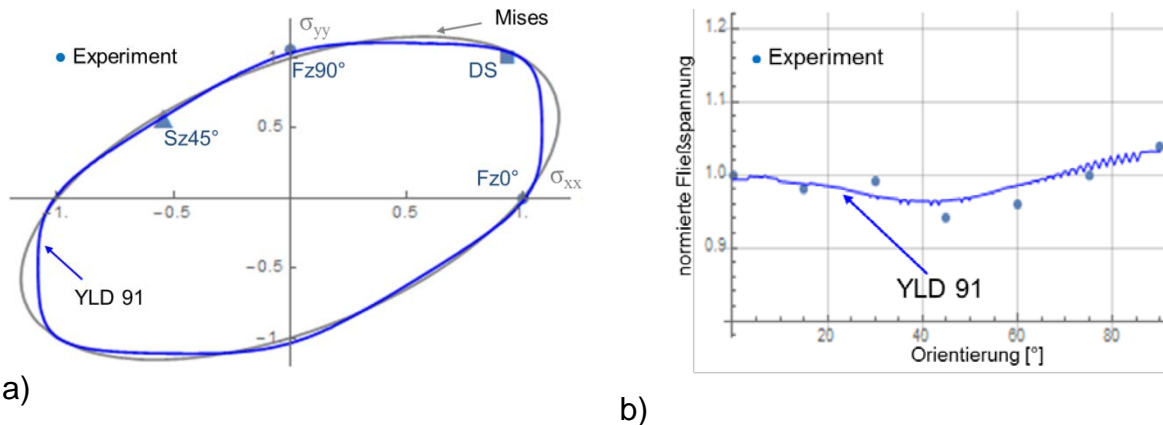 σyy
Mises
Experiment
1.
Fz90°
DS
0.5
Sz45°
Fz0°
σxx
−1.
−0.5
0.5
1.
−0.5
YLD 91
−1.
a)
1.2
Experiment
normierte Fließspannung
1.1
1.0
0.9
YLD 91
20
40
60
80
Orientierung [°]
b)